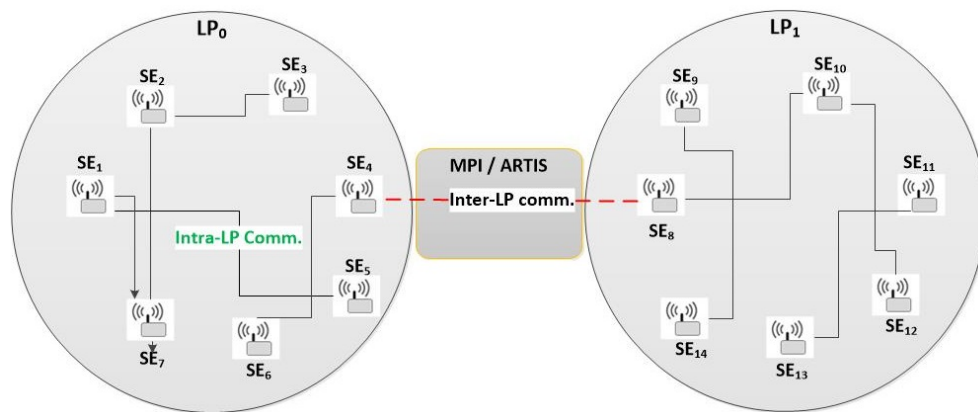 LP₀
LP₁
SE₂
SE₃
SE₉
SE₁₀
SE₁
SE₄
MPI / ARTIS
SE₁₁
Inter-LP comm.
Intra-LP Comm.
SE₈
SE₅
SE₇
SE₆
SE₁₄
SE₁₂
SE₁₃